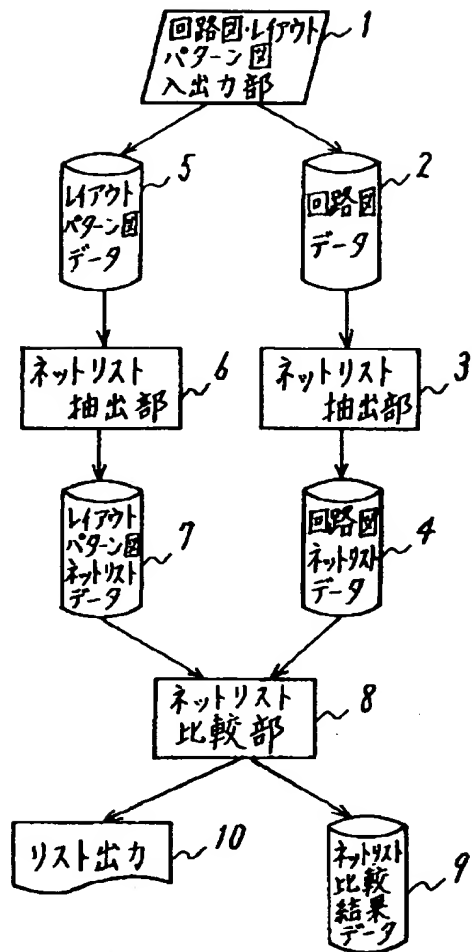 回路図・レイアウト
パターン図
入出力部
1
レイアウト
パターン図
データ
5
回路図
データ
2
ネットリスト
抽出部
6
ネットリスト
抽出部
3
レイアウト
パターン図
ネットリスト
データ
7
回路図
ネットリスト
データ
4
ネットリスト
比較部
8
リスト出力
10
ネットリスト
比較
結果
データ
9